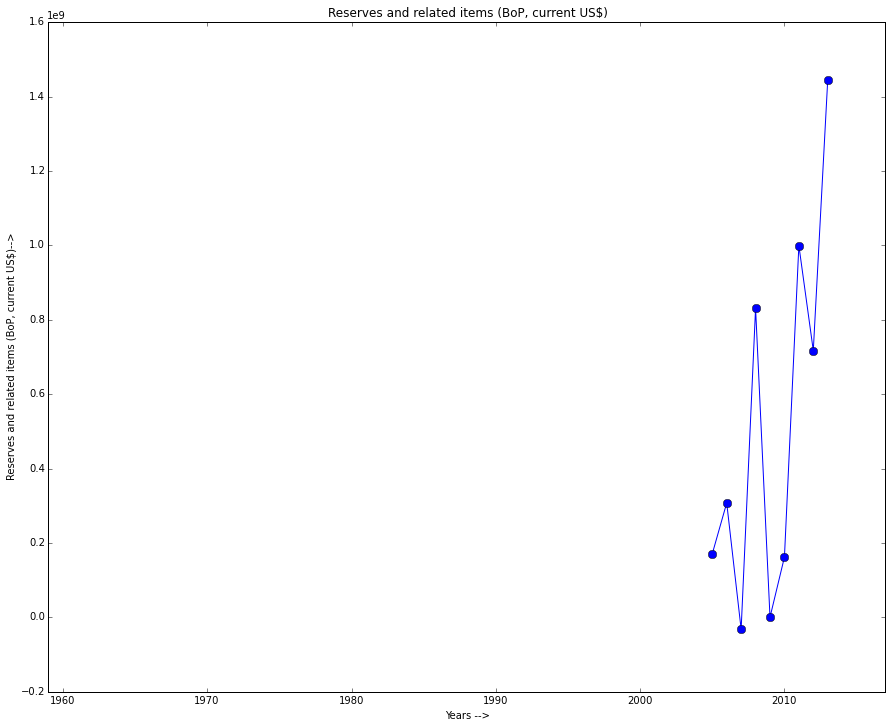 Reserves and related items (BoP, current US$)
1e9
1.6
1.4
1.2
1.0
0.8
0.6
0.4
0.2
0.0
−0.2
Reserves and related items (BoP, current US$)-->
1960 1970 1980 1990 2000 2010
Years -->